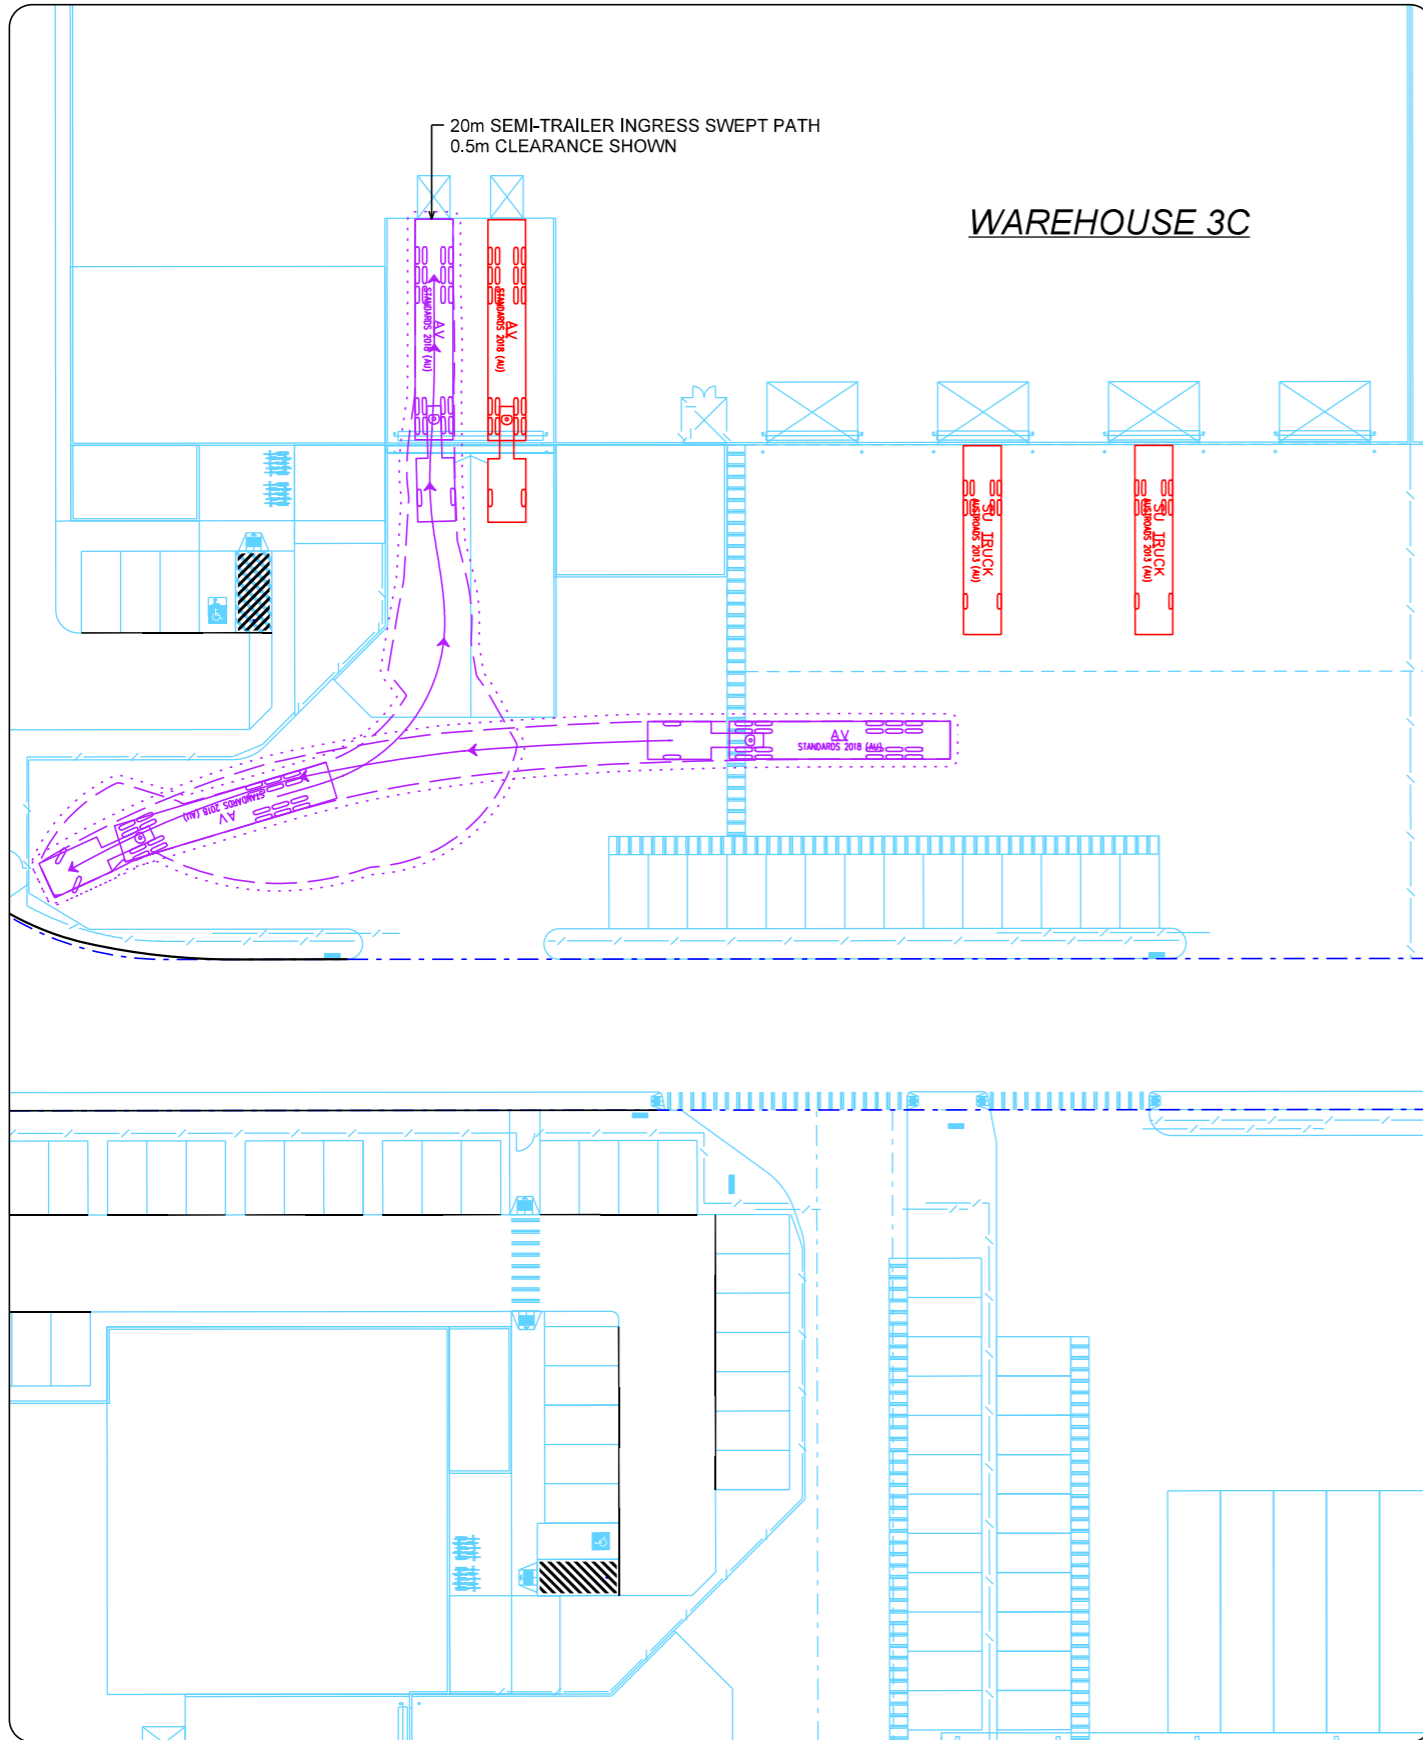 20m SEMI-TRAILER INGRESS SWEPT PATH
0.5m CLEARANCE SHOWN
WAREHOUSE 3C
AV
STANDARDS 2018 (AU)
AV
STANDARDS 2018 (AU)
SU TRUCK
AUSTROADS 2013 (AU)
SU TRUCK
AUSTROADS 2013 (AU)
AV
STANDARDS 2018 (AU)
AV
STANDARDS 2018 (AU)